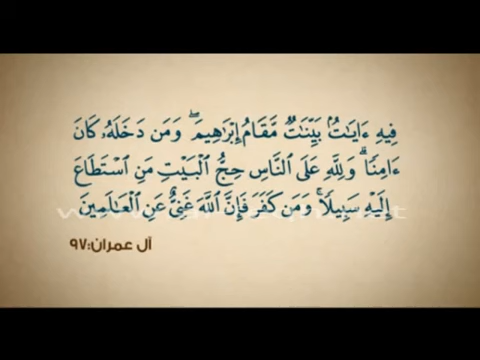 فِيهِ ءَايَٰتٌۢ بَيِّنَٰتٌ مَّقَامُ إِبْرَٰهِيمَ ۖ وَمَن دَخَلَهُۥ كَانَ
ءَامِنًا ۗ وَلِلَّهِ عَلَى ٱلنَّاسِ حِجُّ ٱلْبَيْتِ مَنِ ٱسْتَطَاعَ
إِلَيْهِ سَبِيلًا ۚ وَمَن كَفَرَ فَإِنَّ ٱللَّهَ غَنِىٌّ عَنِ ٱلْعَٰلَمِينَ
آل عمران:٩٧